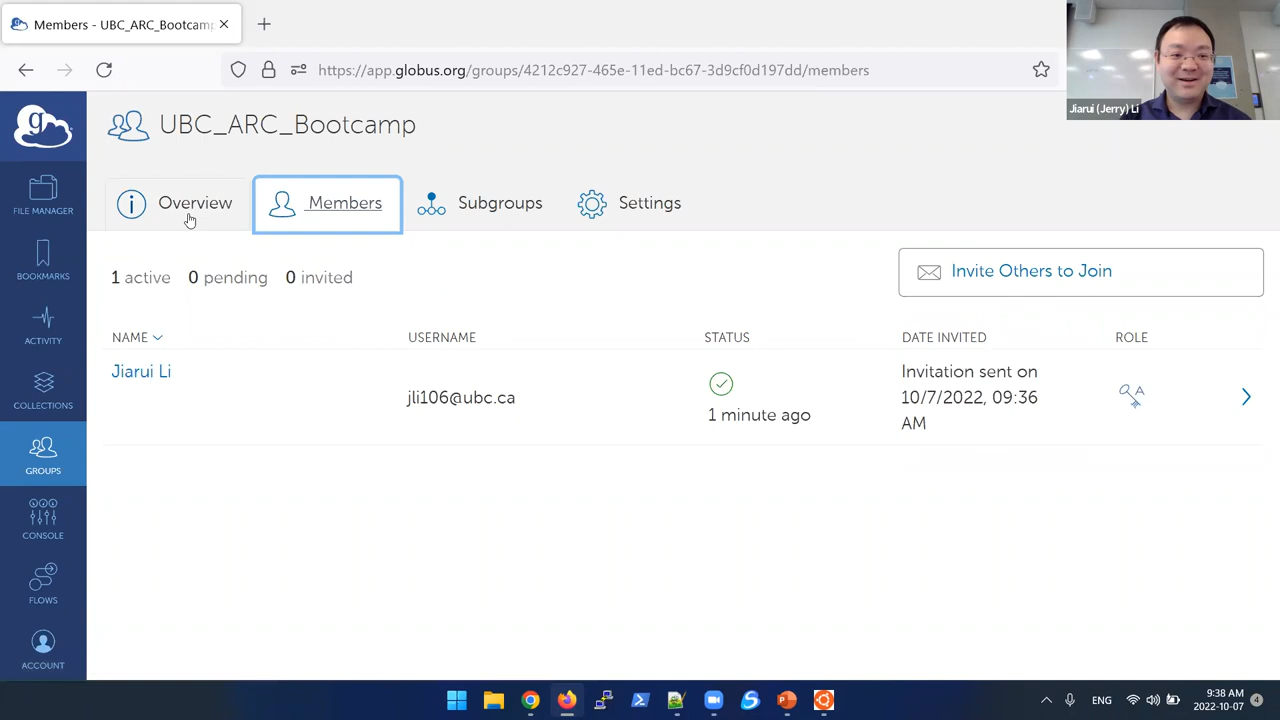 Members - UBC_ARC_Bootcamp
https://app.globus.org/groups/
212c927-465e-11ed-bc67-3d9cf0d197dd/members
Jiarui (Jerry) Li
g
UBC_ARC_Bootcamp
FILE MANAGER
BOOKMARKS
ACTIVITY
COLLECTIONS
GROUPS
CONSOLE
FLOWS
ACCOUNT
Overview
Members
Subgroups
Settings
1 active 0 pending 0 invited
Invite Others to Join
NAME USERNAME STATUS DATE INVITED ROLE
Jiarui Li
jli106@ubc.ca
1 minute ago
Invitation sent on
10/7/2022, 09:36
AM
A
ENG
9:38 AM
2022-10-07
4